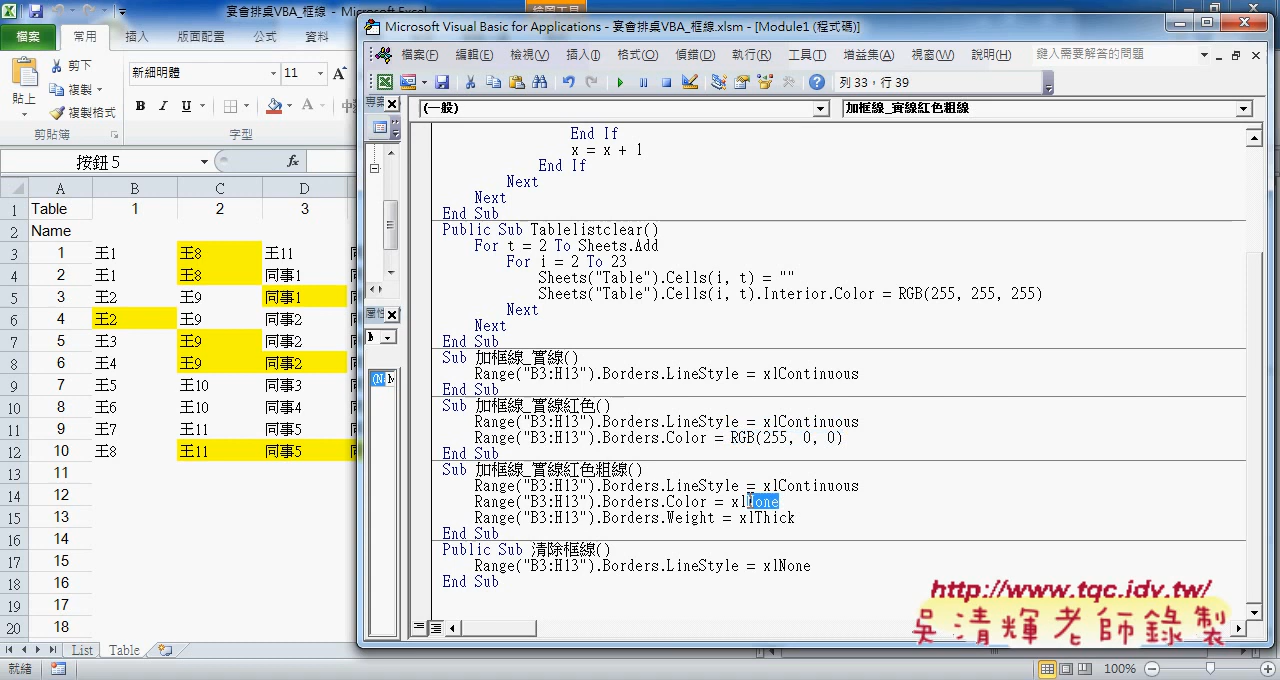 宴會排桌VBA_框線 - Microsoft Excel
檔案 常用 插入 版面配置 公式 資料
貼上 剪下 複製 複製格式
剪貼簿
新細明體 11
B I U
字型
按鈕 5 fx
A B C D
1 Table 1 2 3
2 Name
3 1 王1 王8 王11
4 2 王1 王8 同事1
5 3 王2 王9 同事1
6 4 王2 王9 同事2
7 5 王3 王9 同事2
8 6 王4 王9 同事2
9 7 王5 王10 同事3
10 8 王6 王10 同事4
11 9 王7 王11 同事5
12 10 王8 王11 同事5
13 11
14 12
15 13
16 14
17 15
18 16
19 17
20 18
List Table
就緒 100%
Microsoft Visual Basic for Applications - 宴會排桌VBA_框線.xlsm - [Module1 (程式碼)]
檔案(F) 編輯(E) 檢視(V) 插入(I) 格式(O) 偵錯(D) 執行(R) 工具(T) 增益集(A) 視窗(W) 說明(H) 鍵入需要解答的問題
列 33，行 39
(一般) 加框線_實線紅色粗線
End If
x = x + 1
End If
Next
Next
End Sub
Public Sub Tablelistclear()
For t = 2 To Sheets.Add
For i = 2 To 23
Sheets("Table").Cells(i, t) = ""
Sheets("Table").Cells(i, t).Interior.Color = RGB(255, 255, 255)
Next
Next
End Sub
Sub 加框線_實線()
Range("B3:H13").Borders.LineStyle = xlContinuous
End Sub
Sub 加框線_實線紅色()
Range("B3:H13").Borders.LineStyle = xlContinuous
Range("B3:H13").Borders.Color = RGB(255, 0, 0)
End Sub
Sub 加框線_實線紅色粗線()
Range("B3:H13").Borders.LineStyle = xlContinuous
Range("B3:H13").Borders.Color = xlNone
Range("B3:H13").Borders.Weight = xlThick
End Sub
Public Sub 清除框線()
Range("B3:H13").Borders.LineStyle = xlNone
End Sub
http://www.tqc.idv.tw/
吳清輝老師錄製